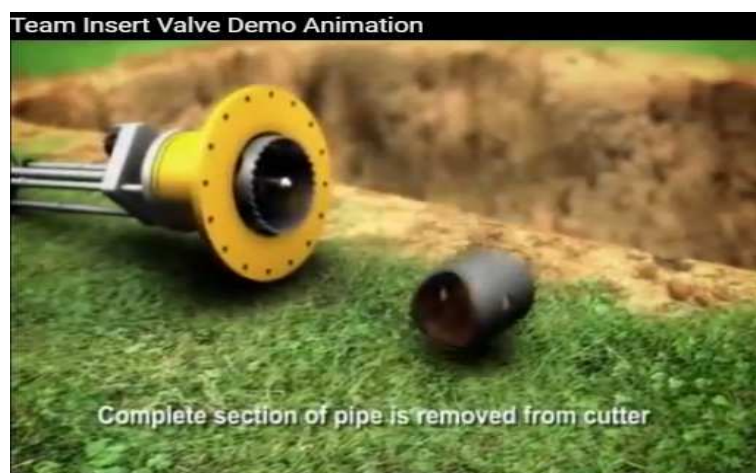 Team Insert Valve Demo Animation
Complete section of pipe is removed from cutter